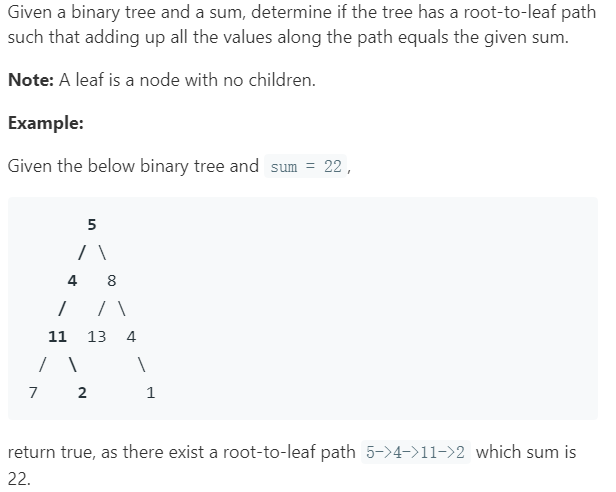 Given a binary tree and a sum, determine if the tree has a root-to-leaf path
such that adding up all the values along the path equals the given sum.
Note: A leaf is a node with no children.
Example:
Given the below binary tree and sum = 22 ,
5
/ \
4 8
/ / \
11 13 4
/ \ \
7 2 1
return true, as there exist a root-to-leaf path 5->4->11->2 which sum is
22.